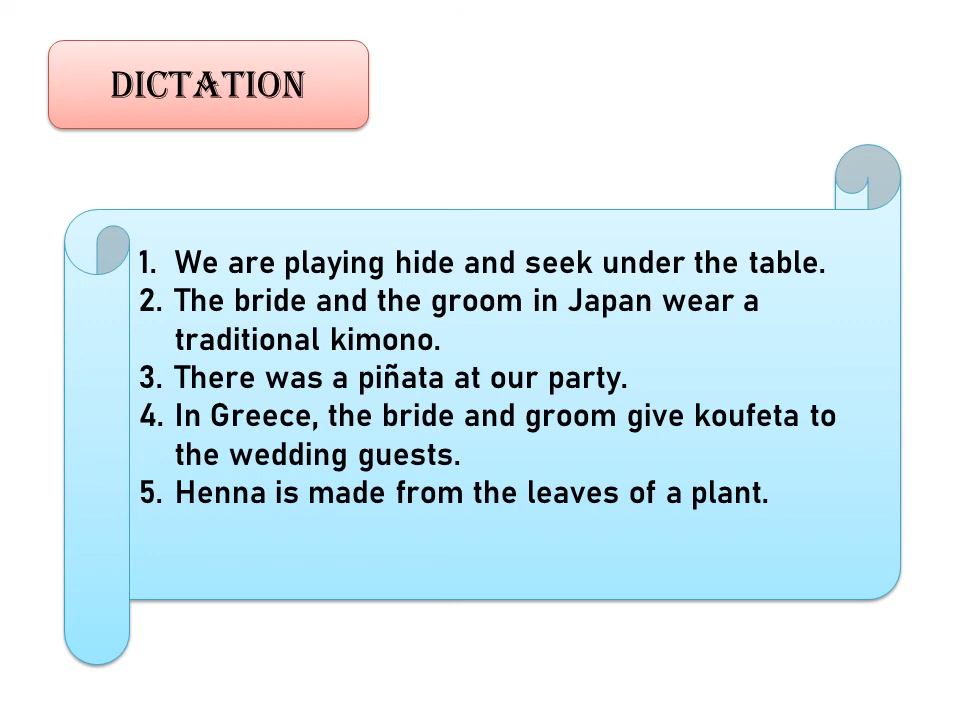 DICTATION
1. We are playing hide and seek under the table.
2. The bride and the groom in Japan wear a
traditional kimono.
3. There was a piñata at our party.
4. In Greece, the bride and groom give koufeta to
the wedding guests.
5. Henna is made from the leaves of a plant.